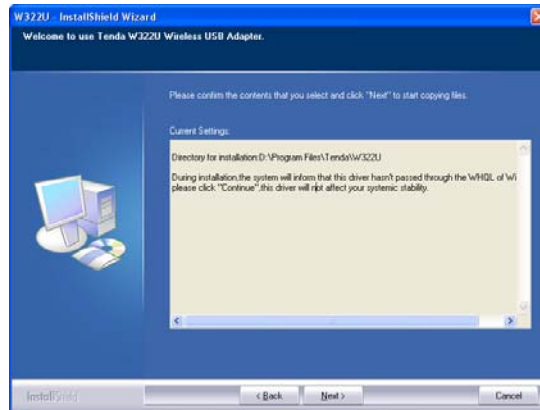 W322U - InstallShield Wizard
Welcome to use Tenda W322U Wireless USB Adapter.
Please confirm the contents that you select and click "Next" to start copying files.
Current Settings:
Directory for installation:D:\Program Files\Tenda\W322U
During installation,the system will inform that this driver hasn't passed through the WHQL of Wi
please click "Continue",this driver will not affect your systemic stability.
InstallShield
< Back
Next >
Cancel